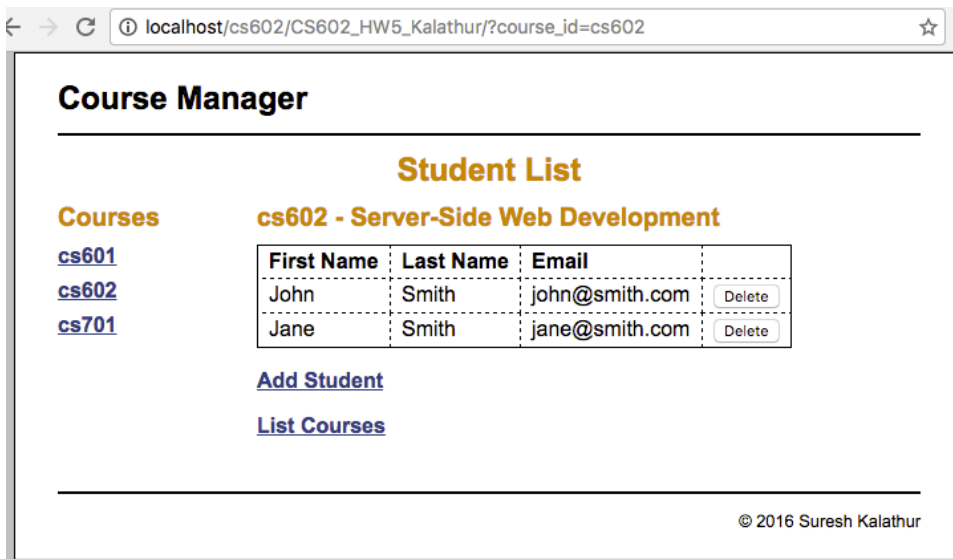 localhost/cs602/CS602_HW5_Kalathur/?course_id=cs602
Course Manager
Student List
Courses
cs601
cs602
cs701
cs602 - Server-Side Web Development
First Name Last Name Email
John Smith john@smith.com Delete
Jane Smith jane@smith.com Delete
Add Student
List Courses
© 2016 Suresh Kalathur